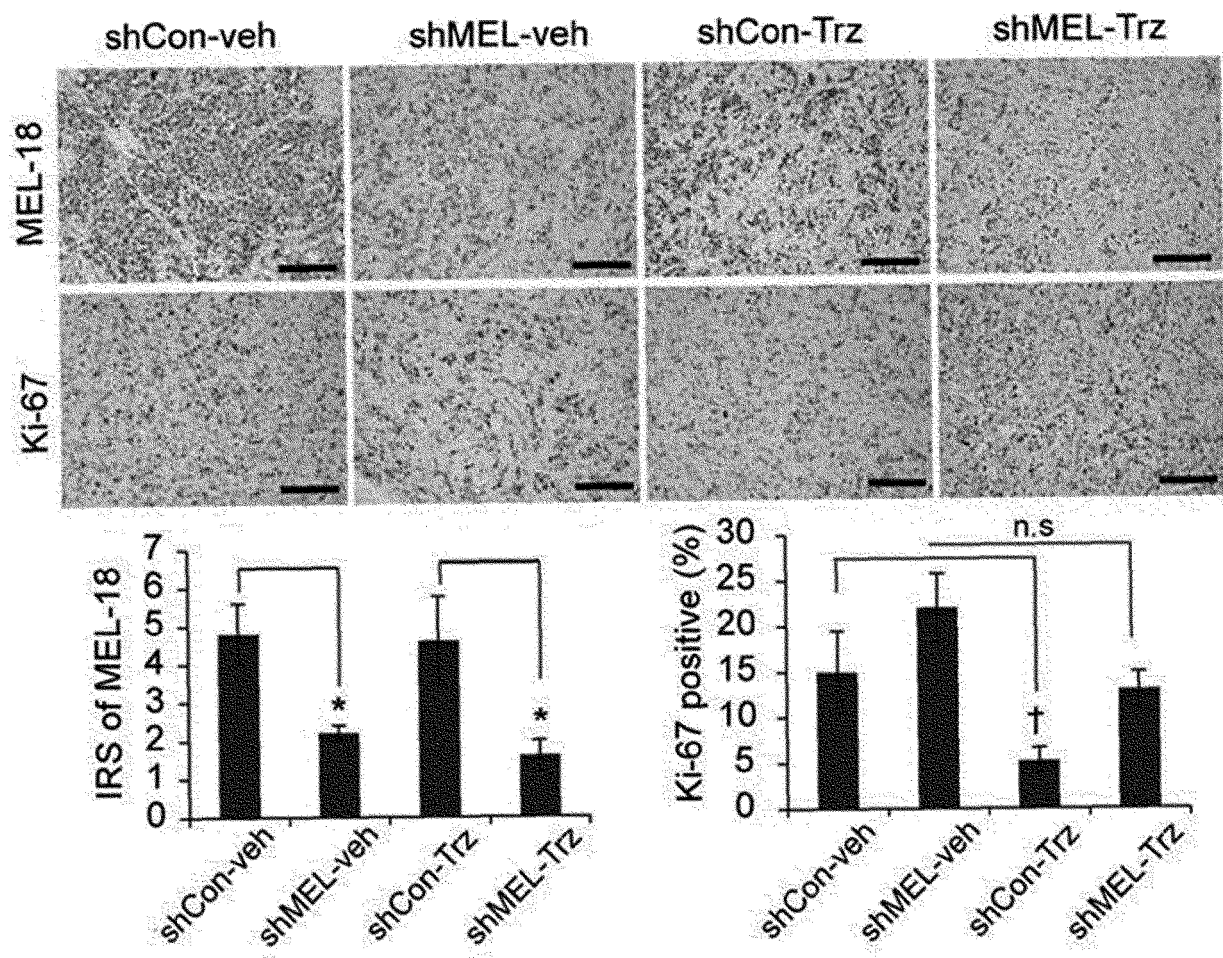 shCon-veh shMEL-veh shCon-Trz shMEL-Trz
MEL-18
Ki-67
IRS of MEL-18
7
6
5
4
3
2
1
0
* *
shCon-veh shMEL-veh shCon-Trz shMEL-Trz
Ki-67 positive (%)
30
25
20
15
10
5
0
n.s
†
shCon-veh shMEL-veh shCon-Trz shMEL-Trz